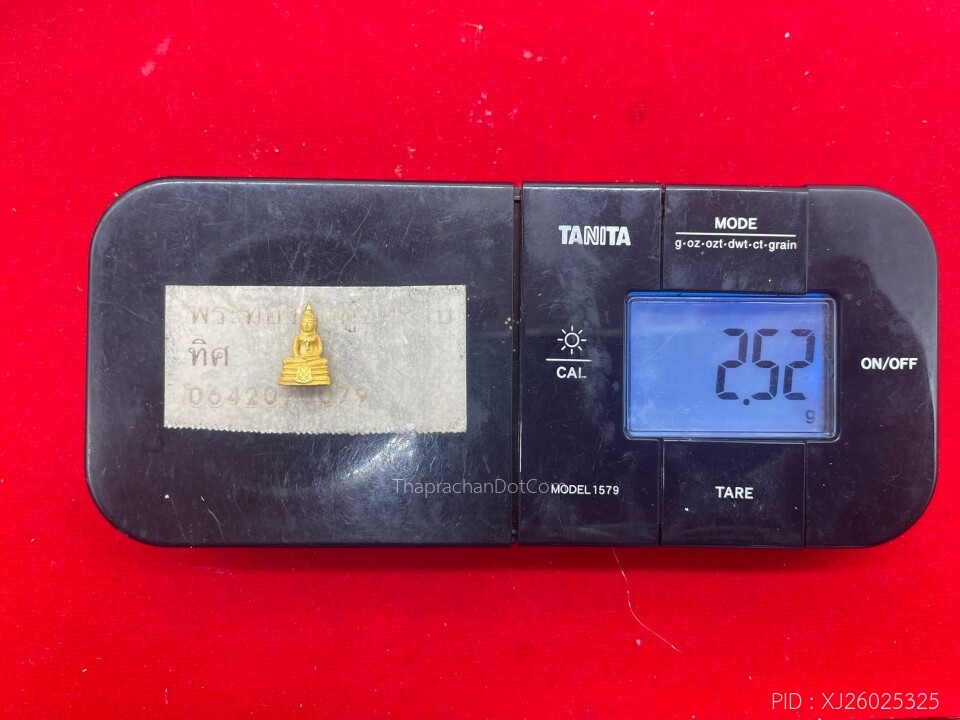 TANITA
MODE
g·oz·ozt·dwt·ct·grain
CAL
2.52
g
ON/OFF
ทิศ
ThaprachanDotCom
MODEL 1579
TARE
PID : XJ26025325